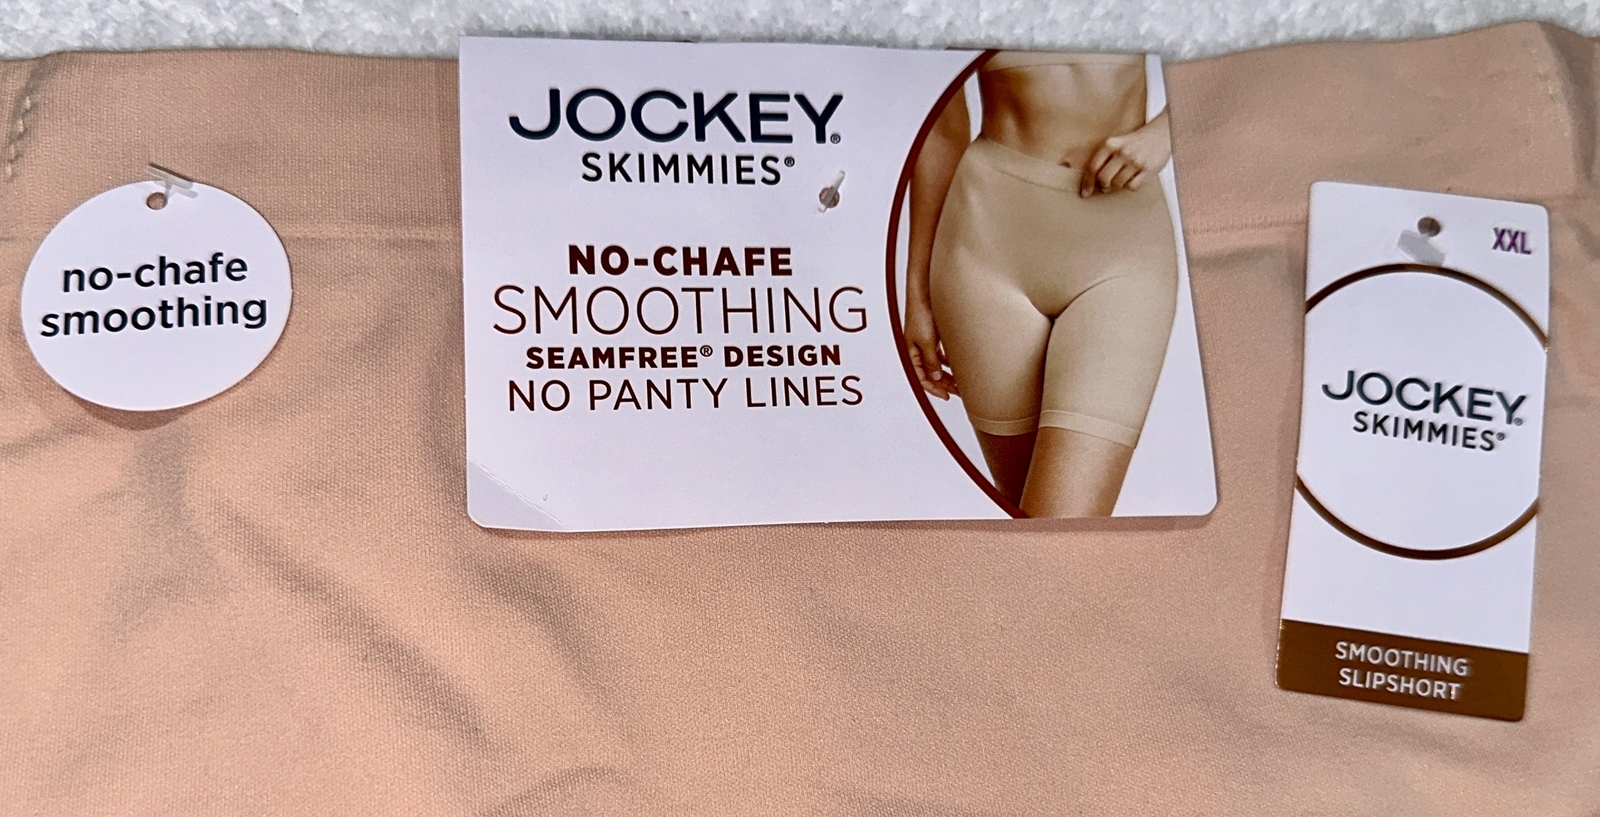 no-chafe
smoothing
JOCKEY®
SKIMMIES®
NO-CHAFE
SMOOTHING
SEAMFREE® DESIGN
NO PANTY LINES
XXL
JOCKEY®
SKIMMIES®
SMOOTHING
SLIPSHORT